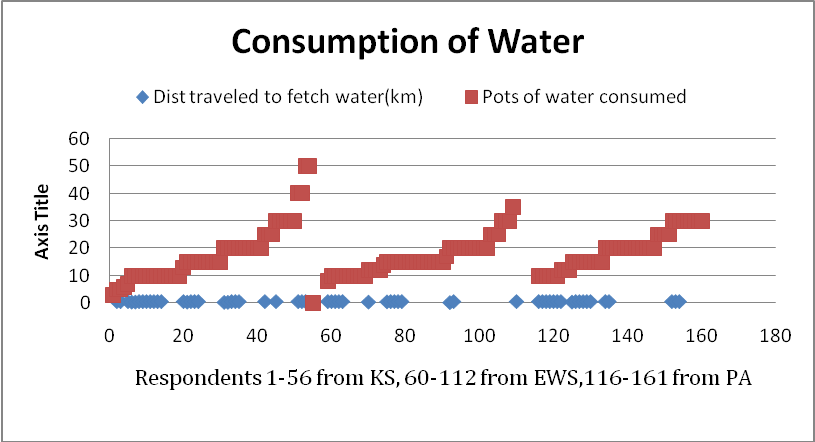 Consumption of Water
Dist traveled to fetch water(km) Pots of water consumed
Axis Title
60
50
40
30
20
10
0
0 20 40 60 80 100 120 140 160 180
Respondents 1-56 from KS, 60-112 from EWS,116-161 from PA